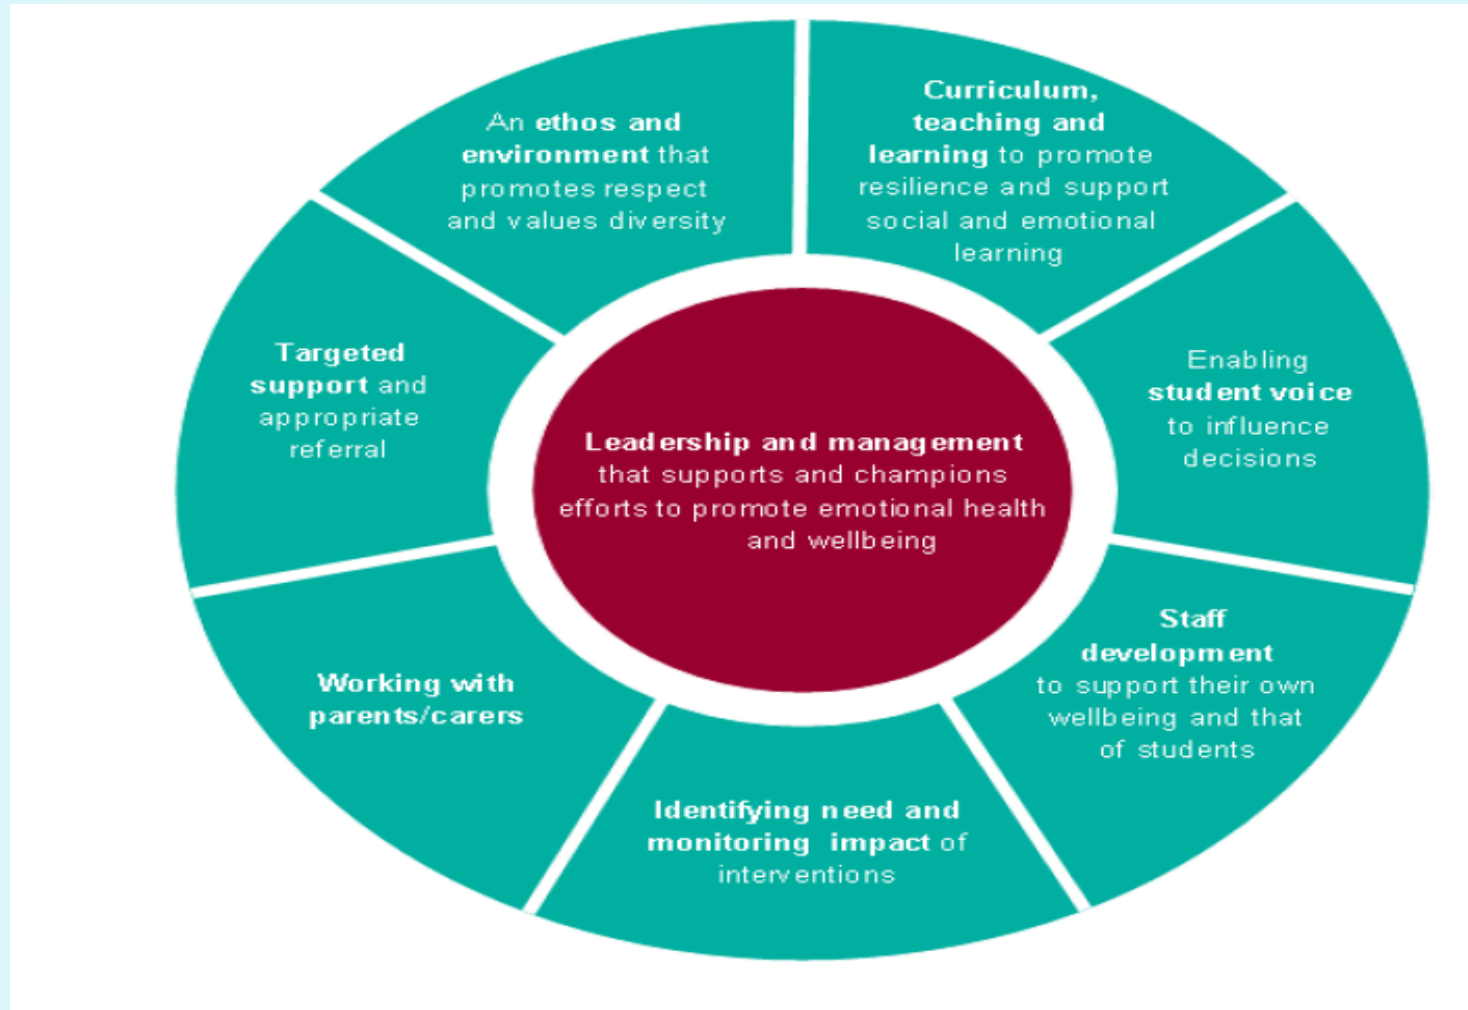 An ethos and
environment that
promotes respect
and values diversity
Curriculum,
teaching and
learning to promote
resilience and support
social and emotional
learning
Enabling
student voice
to influence
decisions
Staff
development
to support their own
wellbeing and that
of students
Identifying need and
monitoring impact of
interventions
Working with
parents/carers
Targeted
support and
appropriate
referral
Leadership and management
that supports and champions
efforts to promote emotional health
and wellbeing